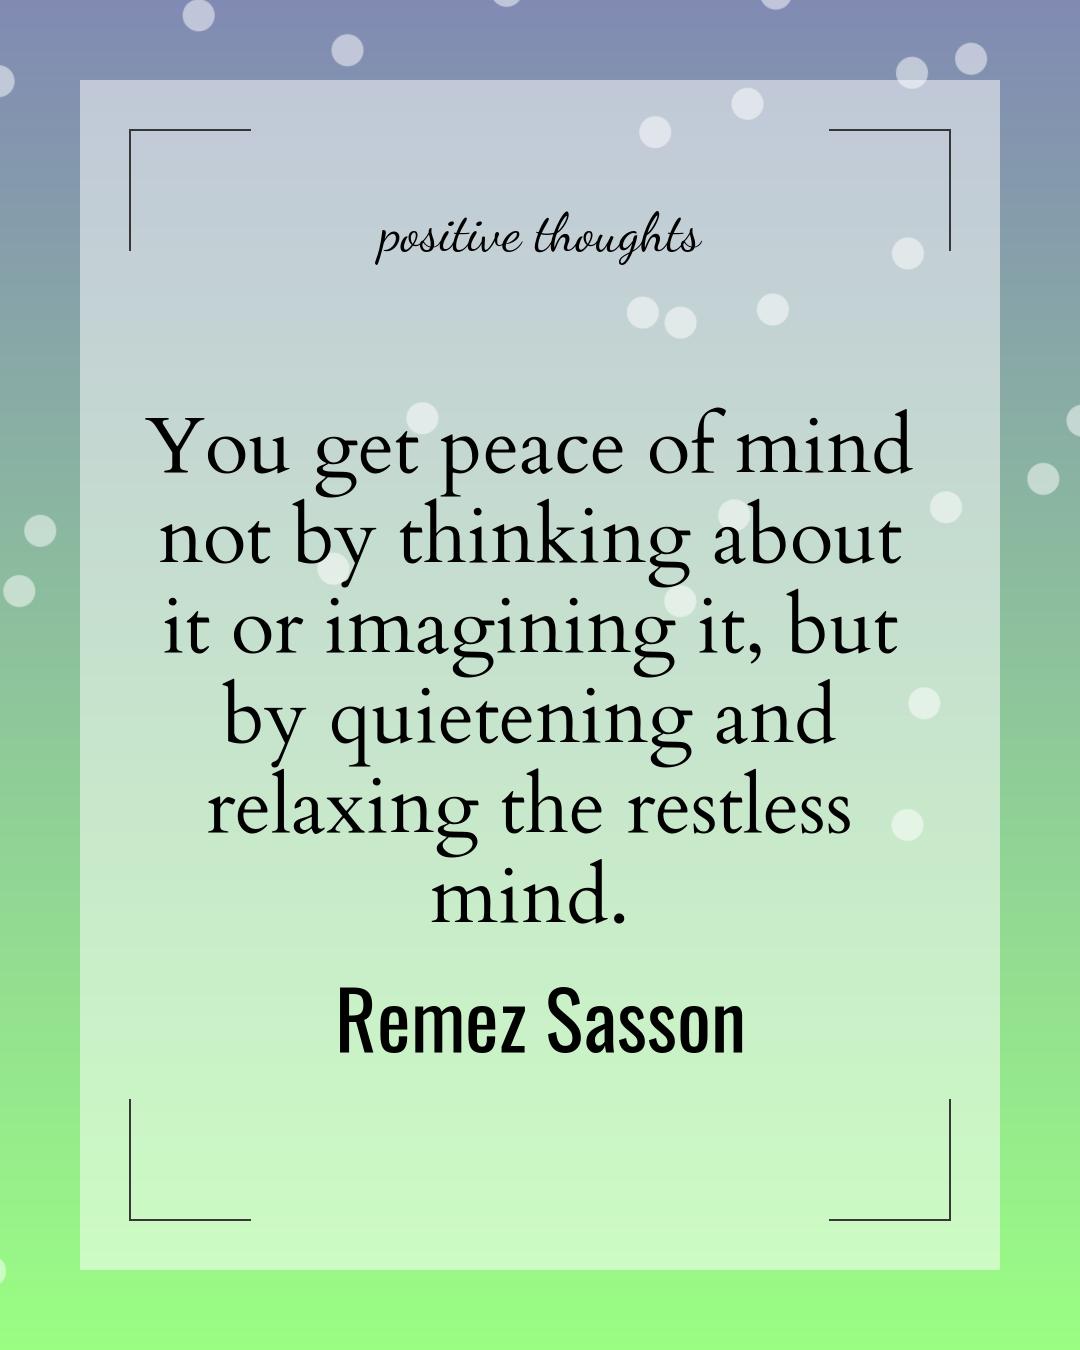 positive thoughts
You get peace of mind
not by thinking about
it or imagining it, but
by quietening and
relaxing the restless
mind.
Remez Sasson